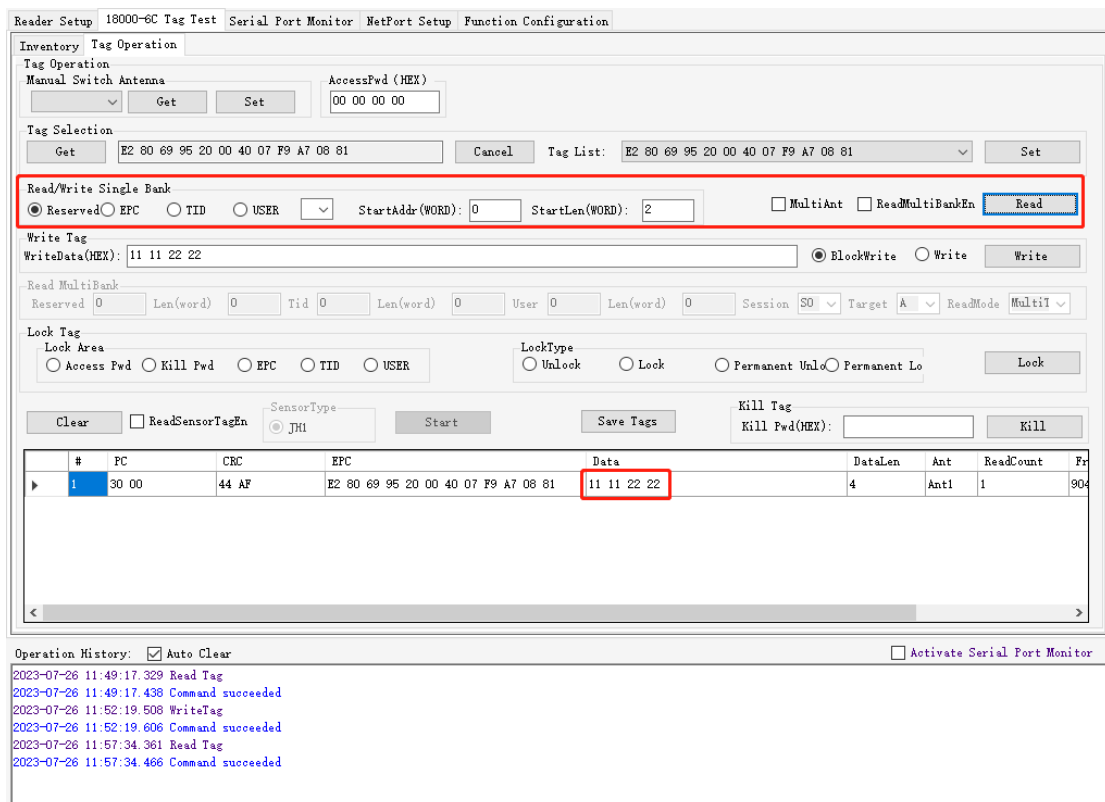 Reader Setup 18000-6C Tag Test Serial Port Monitor NetPort Setup Function Configuration
Inventory Tag Operation
Tag Operation
Manual Switch Antenna AccessPwd (HEX)
Get Set 00 00 00 00
Tag Selection
Get E2 80 69 95 20 00 40 07 F9 A7 08 81 Cancel Tag List: E2 80 69 95 20 00 40 07 F9 A7 08 81 Set
Read/Write Single Bank
Reserved EPC TID USER StartAddr(WORD): 0 StartLen(WORD): 2 MultiAnt ReadMultiBankEn Read
Write Tag
WriteData(HEX): 11 11 22 22 BlockWrite Write Write
Read MultiBank
Reserved 0 Len(word) 0 Tid 0 Len(word) 0 User 0 Len(word) 0 Session S0 Target A ReadMode MultiT
Lock Tag
Lock Area LockType
Access Pwd Kill Pwd EPC TID USER Unlock Lock Permanent Unlo Permanent Lo Lock
Clear ReadSensorTagEn SensorType JH1 Start Save Tags Kill Tag
Kill Pwd(HEX): Kill
# PC CRC EPC Data DataLen Ant ReadCount Fr
1 30 00 44 AF E2 80 69 95 20 00 40 07 F9 A7 08 81 11 11 22 22 4 Ant1 1 904
Operation History: Auto Clear Activate Serial Port Monitor
2023-07-26 11:49:17.329 Read Tag
2023-07-26 11:49:17.438 Command succeeded
2023-07-26 11:52:19.508 WriteTag
2023-07-26 11:52:19.606 Command succeeded
2023-07-26 11:57:34.361 Read Tag
2023-07-26 11:57:34.466 Command succeeded